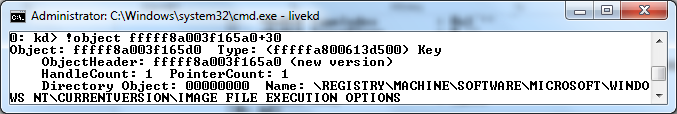 Administrator: C:\Windows\system32\cmd.exe - livekd
0: kd> !object fffff8a003f165a0+30
Object: fffff8a003f165d0  Type: (fffffa800613d500) Key
    ObjectHeader: fffff8a003f165a0 (new version)
    HandleCount: 1  PointerCount: 1
    Directory Object: 00000000  Name: \REGISTRY\MACHINE\SOFTWARE\MICROSOFT\WINDO
WS NT\CURRENTVERSION\IMAGE FILE EXECUTION OPTIONS